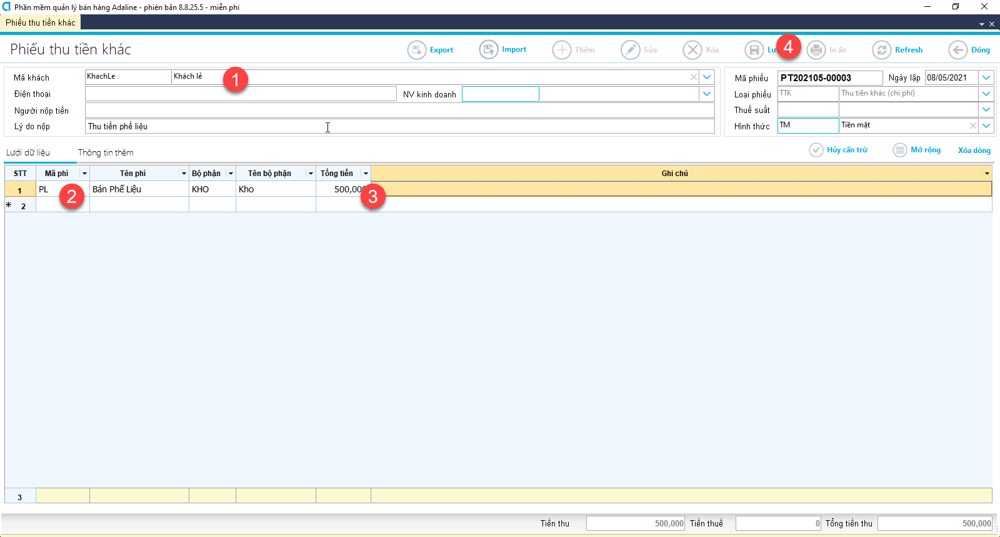 Phần mềm quản lý bán hàng Adaline - phiên bản 8.8.25.5 - miễn phí
Phiếu thu tiền khác
Phiếu thu tiền khác
Export Import Thêm Sửa Xóa 4 In ấn Refresh Đóng
Mã khách KhachLe Khách lẻ 1
Điện thoại NV kinh doanh
Người nộp tiền
Lý do nộp Thu tiền phế liệu
Mã phiếu PT202105-00003 Ngày lập 08/05/2021
Loại phiếu TTK Thu tiền khác (chi phí)
Thuế suất
Hình thức TM Tiền mặt
Lưới dữ liệu Thông tin thêm
Hủy cấn trừ Mở rộng Xóa dòng
STT Mã phí Tên phí Bộ phận Tên bộ phận Tổng tiền Ghi chú
1 PL 2 Bán Phế Liệu KHO Kho 500,000 3
* 2
3
Tiền thu 500,000 Tiền thuế 0 Tổng tiền thu 500,000